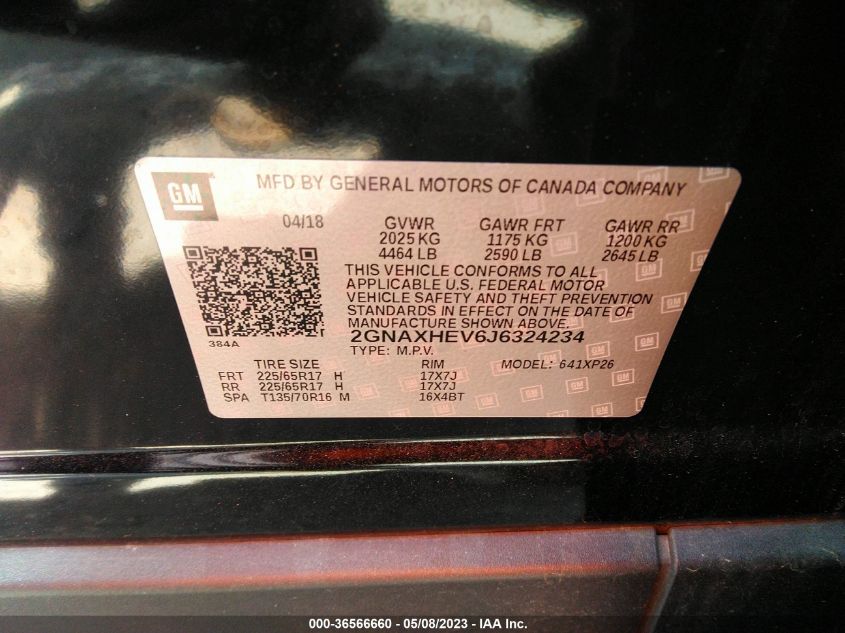 GM
MFD BY GENERAL MOTORS OF CANADA COMPANY
04/18 GVWR GAWR FRT GAWR RR
2025 KG 1175 KG 1200 KG
4464 LB 2590 LB 2645 LB
THIS VEHICLE CONFORMS TO ALL
APPLICABLE U.S. FEDERAL MOTOR
VEHICLE SAFETY AND THEFT PREVENTION
STANDARDS IN EFFECT ON THE DATE OF
MANUFACTURE SHOWN ABOVE.
384A
2GNAXHEV6J6324234
TYPE: M.P.V.
TIRE SIZE RIM MODEL: 641XP26
FRT 225/65R17 H 17X7J
RR 225/65R17 H 17X7J
SPA T135/70R16 M 16X4BT
000-36566660 - 05/08/2023 - IAA Inc.